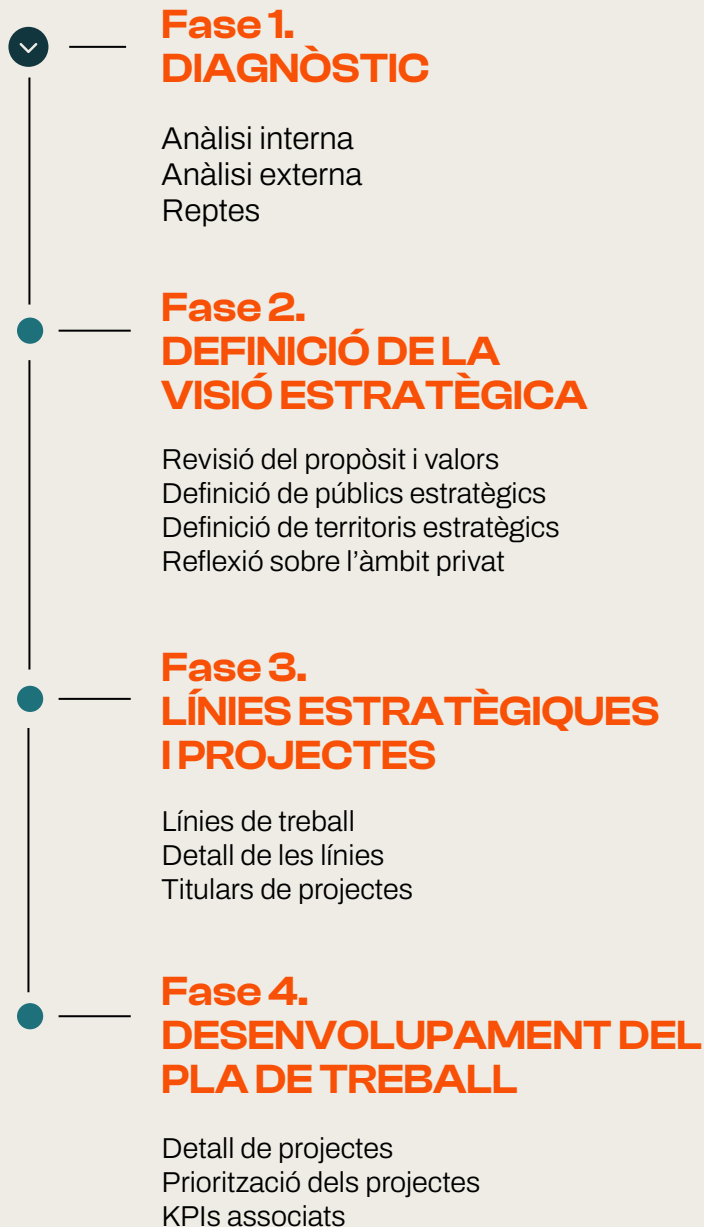 Fase 1.
DIAGNÒSTIC
Anàlisi interna
Anàlisi externa
Reptes
Fase 2.
DEFINICIÓ DE LA
VISIÓ ESTRATÈGICA
Revisió del propòsit i valors
Definició de públics estratègics
Definició de territoris estratègics
Reflexió sobre l’àmbit privat
Fase 3.
LÍNIES ESTRATÈGIQUES
I PROJECTES
Línies de treball
Detall de les línies
Titulars de projectes
Fase 4.
DESENVOLUPAMENT DEL
PLA DE TREBALL
Detall de projectes
Priorització dels projectes
KPIs associats